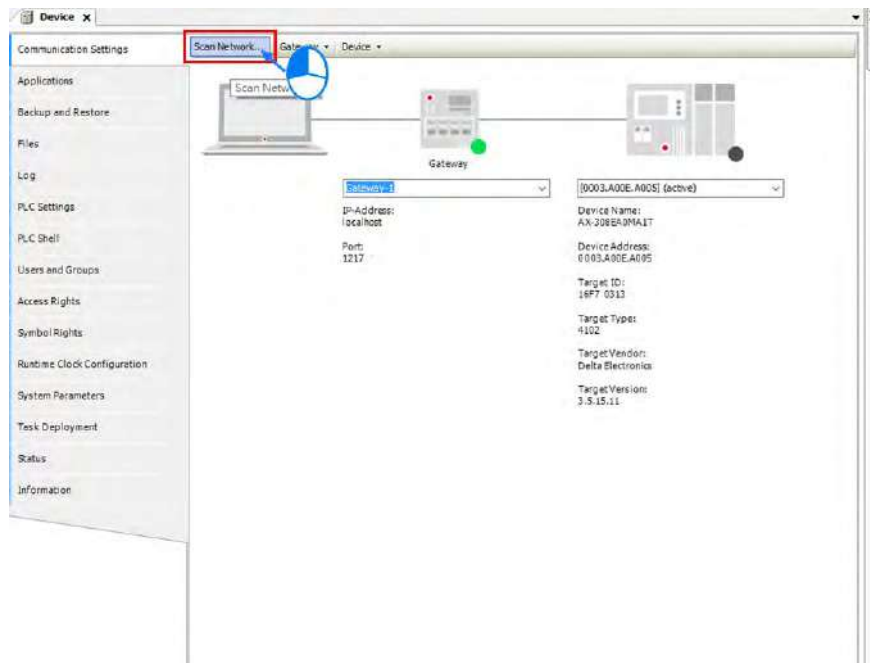 Device x
Communication Settings
Scan Network...
Device
Applications
Backup and Restore
Files
Log
PLC Settings
PLC Shell
Users and Groups
Access Rights
Symbol Rights
Runtime Clock Configuration
System Parameters
Task Deployment
Status
Information
Scan
Gateway
Gateway-1
IP-Address:
localhost
Port:
1217
[0003.A00E.A005] (active)
Device Name:
AX-308EA0MA1T
Device Address:
0003.A00E.A005
Target ID:
16F7 0313
Target Type:
4102
Target Vendor:
Delta Electronics
Target Version:
3.5.15.11